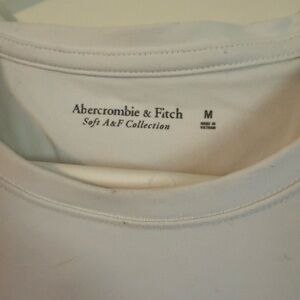 Abercrombie & Fitch
Soft A&F Collection
M
MADE IN
VIETNAM